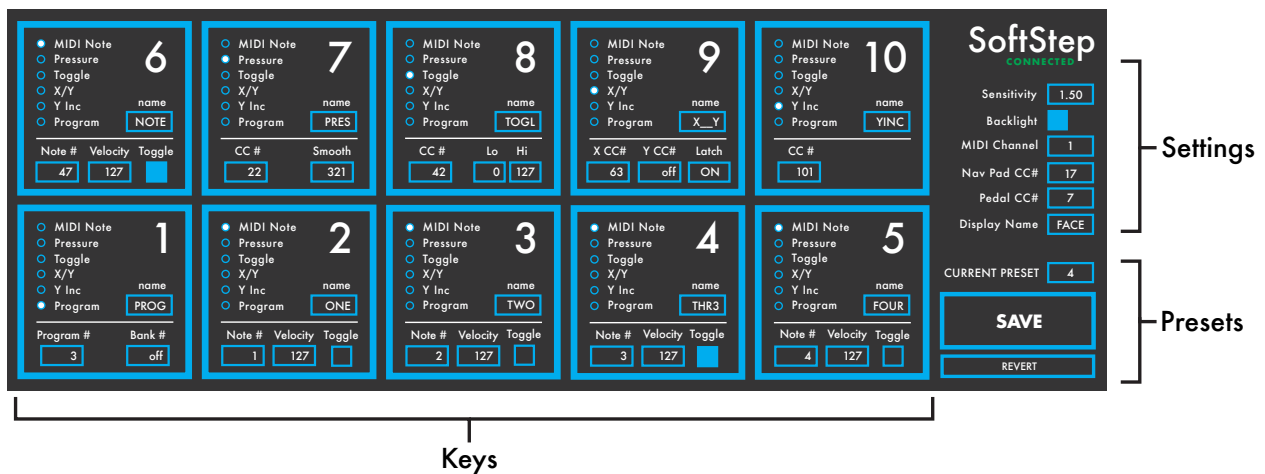 MIDI Note
Pressure
Toggle
X/Y
Y Inc
Program
6
name
NOTE
Note # Velocity Toggle
47 127
MIDI Note
Pressure
Toggle
X/Y
Y Inc
Program
7
name
PRES
CC # Smooth
22 321
MIDI Note
Pressure
Toggle
X/Y
Y Inc
Program
8
name
TOGL
CC # Lo Hi
42 0 127
MIDI Note
Pressure
Toggle
X/Y
Y Inc
Program
9
name
X__Y
X CC# Y CC# Latch
63 off ON
MIDI Note
Pressure
Toggle
X/Y
Y Inc
Program
10
name
YINC
CC #
101
MIDI Note
Pressure
Toggle
X/Y
Y Inc
Program
1
name
PROG
Program # Bank #
3 off
MIDI Note
Pressure
Toggle
X/Y
Y Inc
Program
2
name
ONE
Note # Velocity Toggle
1 127
MIDI Note
Pressure
Toggle
X/Y
Y Inc
Program
3
name
TWO
Note # Velocity Toggle
2 127
MIDI Note
Pressure
Toggle
X/Y
Y Inc
Program
4
name
THR3
Note # Velocity Toggle
3 127
MIDI Note
Pressure
Toggle
X/Y
Y Inc
Program
5
name
FOUR
Note # Velocity Toggle
4 127
SoftStep
CONNECTED
Sensitivity 1.50
Backlight
MIDI Channel 1
Nav Pad CC# 17
Pedal CC# 7
Display Name FACE
CURRENT PRESET 4
SAVE
REVERT
Settings
Presets
Keys